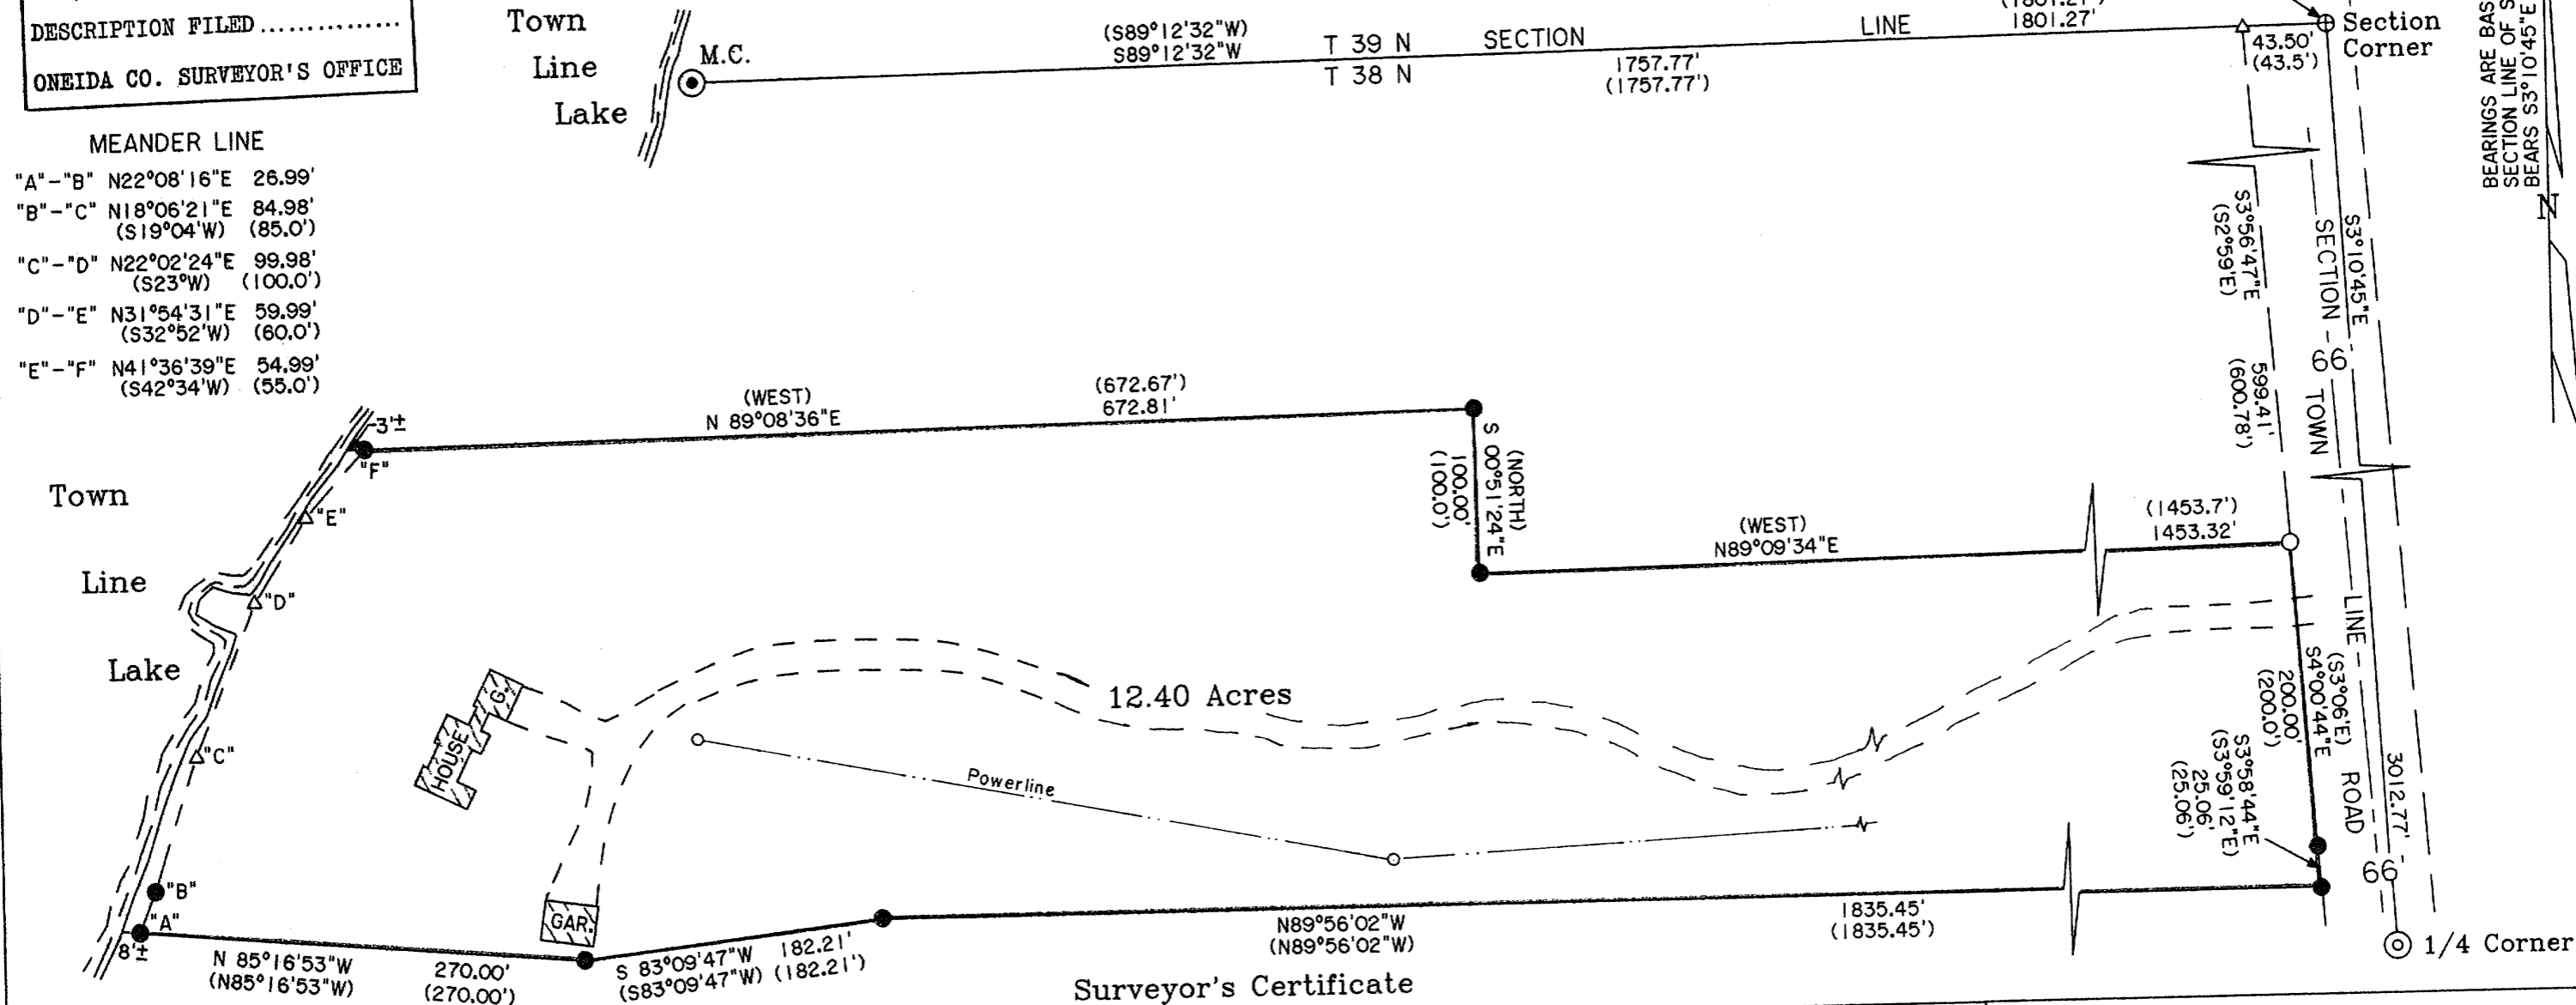 DESCRIPTION FILED ..............
ONEIDA CO. SURVEYOR'S OFFICE
MEANDER LINE
"A"-"B" N22°08'16"E 26.99'
"B"-"C" N18°06'21"E 84.98'
(S19°04'W) (85.0')
"C"-"D" N22°02'24"E 99.98'
(S23°W) (100.0')
"D"-"E" N31°54'31"E 59.99'
(S32°52'W) (60.0')
"E"-"F" N41°36'39"E 54.99'
(S42°34'W) (55.0')
Town
Line
Lake
M.C.
(S89°12'32"W)
S89°12'32"W
T 39 N
T 38 N
SECTION LINE
1757.77'
(1757.77')
(1801.27')
1801.27'
43.50'
(43.5')
Section
Corner
BEARINGS ARE BAS
SECTION LINE OF S
BEARS S3°10'45"E
N
S3°56'47"E
(S2°59'E)
599.41'
(600.78')
SECTION
S3°10'45"E
66'
TOWN
LINE
ROAD
3012.77'
66'
1/4 Corner
(WEST)
N 89°08'36"E
(672.67')
672.81'
3'±
"F"
"E"
"D"
"C"
"B"
"A"
8'±
Town
Line
Lake
(NORTH)
S 00°51'24"E
100.00'
(100.0')
(WEST)
N89°09'34"E
(1453.7')
1453.32'
(S3°06'E)
S4°00'44"E
200.00'
(200.0')
S3°58'44"E
(S3°59'12"E)
25.06'
(25.06')
12.40 Acres
G.
HOUSE
GAR.
Powerline
N 85°16'53"W
(N85°16'53"W)
270.00'
(270.00')
S 83°09'47"W 182.21'
(S83°09'47"W) (182.21')
N89°56'02"W
(N89°56'02"W)
1835.45'
(1835.45')
Surveyor's Certificate